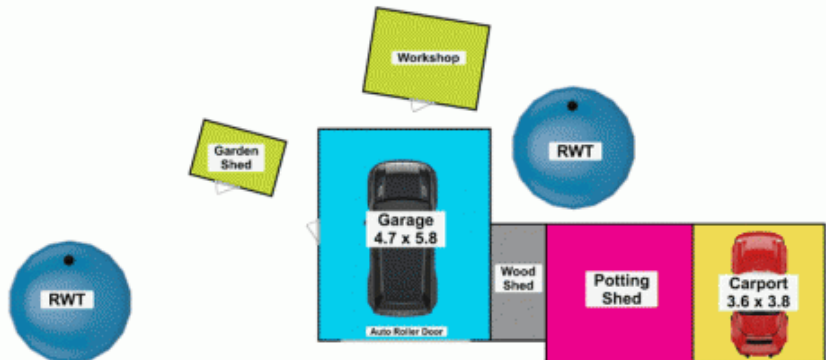 Workshop
Garden
Shed
RWT
Garage
4.7 x 5.8
Wood
Shed
Potting
Shed
Carport
3.6 x 3.8
RWT
Auto Roller Door